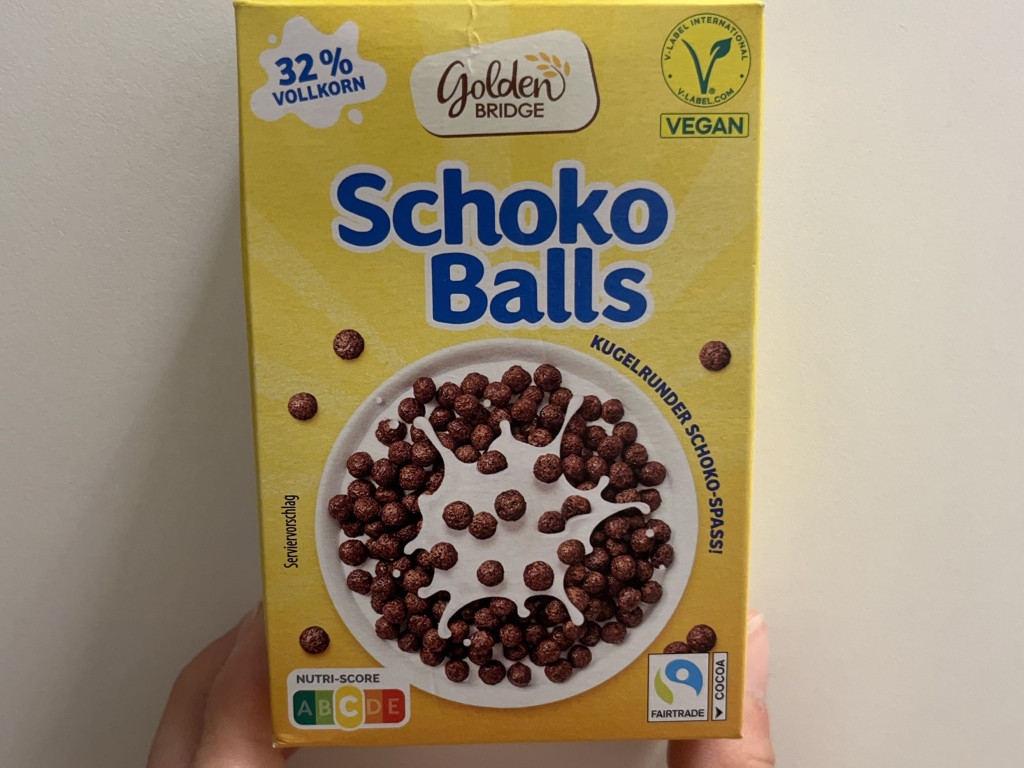 32 %
VOLLKORN
Golden
BRIDGE
V-LABEL INTERNATIONAL
V-LABEL.COM
VEGAN
Schoko
Balls
KUGELRUNDER SCHOKO-SPASS!
Serviervorschlag
NUTRI-SCORE
A B C D E
FAIRTRADE
COCOA